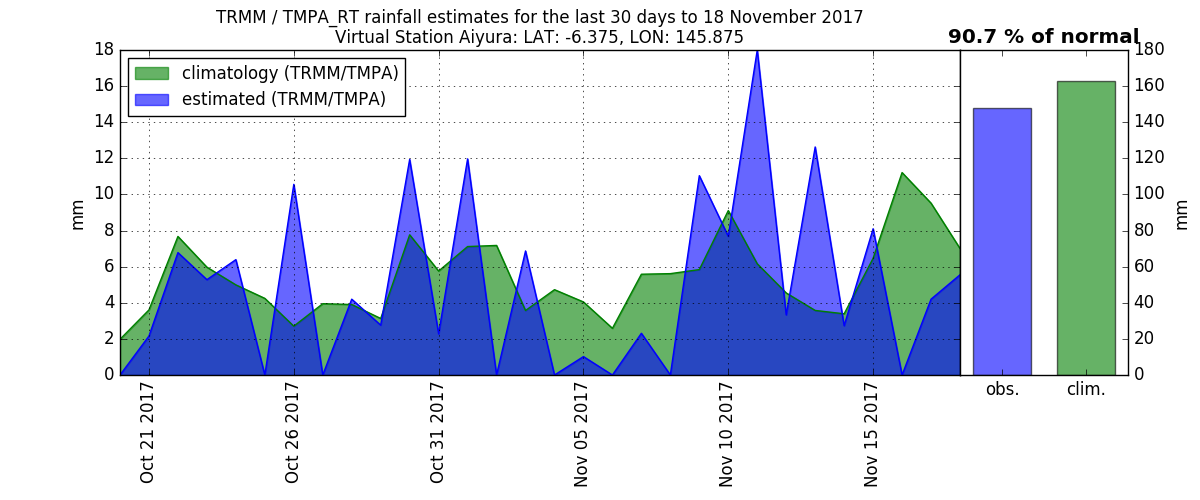 TRMM / TMPA_RT rainfall estimates for the last 30 days to 18 November 2017
Virtual Station Aiyura: LAT: -6.375, LON: 145.875
90.7 % of normal
climatology (TRMM/TMPA)
estimated (TRMM/TMPA)
mm
18
16
14
12
10
8
6
4
2
0
Oct 21 2017
Oct 26 2017
Oct 31 2017
Nov 05 2017
Nov 10 2017
Nov 15 2017
obs.
clim.
180
160
140
120
100
80
60
40
20
0
mm